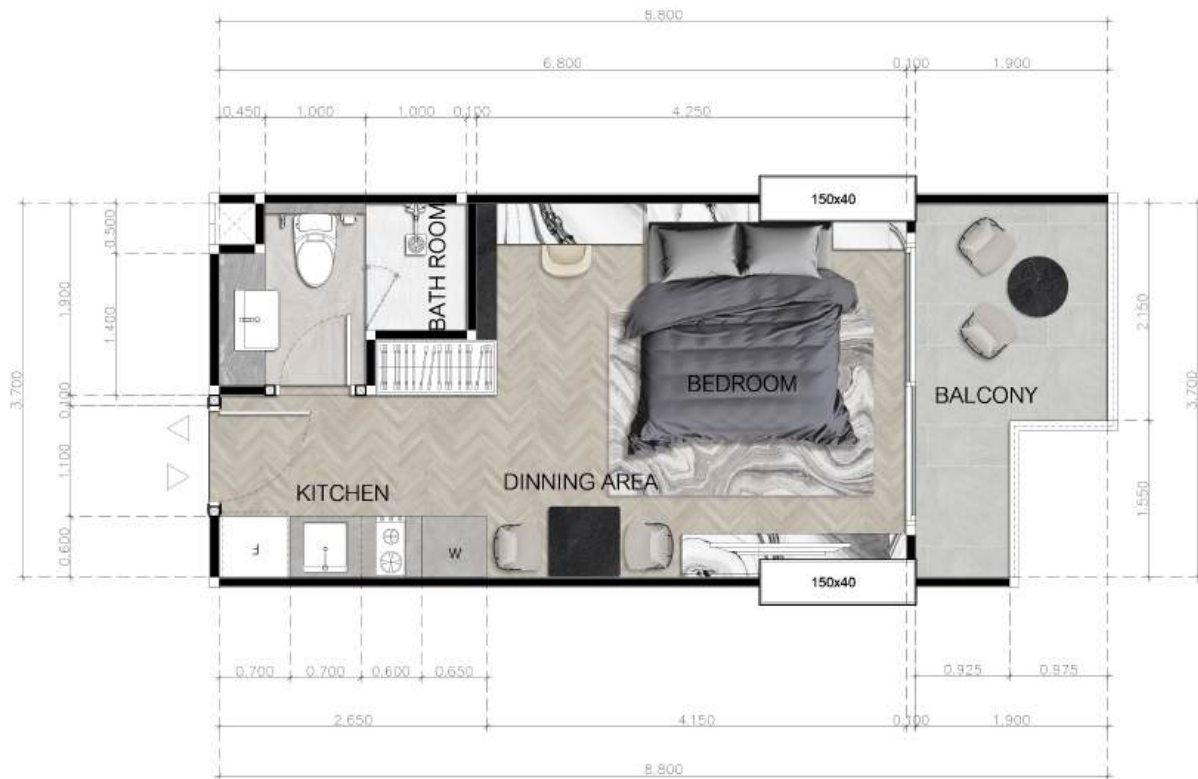 8.800
6.800 0.100 1.900
0.450 1.000 1.000 0.100 4.250
150x40
0.500
1.900
1.400
3.700
0.100
1.100
0.600
BATH ROOM
BEDROOM
BALCONY
2.150
3.700
1.550
KITCHEN
DINNING AREA
F
W
150x40
0.700 0.700 0.600 0.650
0.925 0.975
2.650 4.150 0.100 1.900
8.800